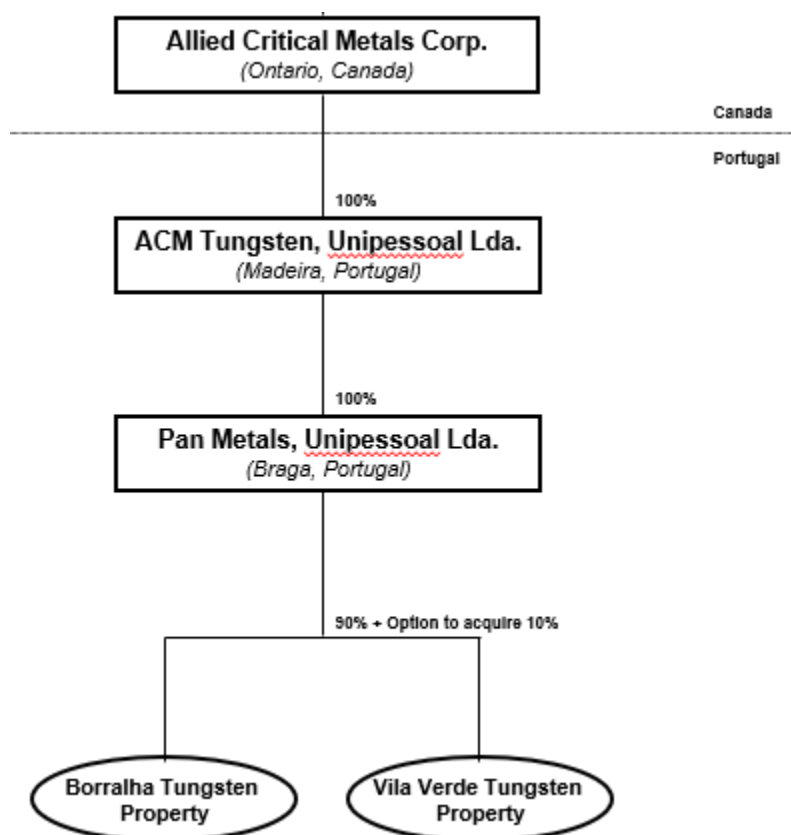 Allied Critical Metals Corp.
(Ontario, Canada)
Canada
Portugal
100%
ACM Tungsten, Unipessoal Lda.
(Madeira, Portugal)
100%
Pan Metals, Unipessoal Lda.
(Braga, Portugal)
90% + Option to acquire 10%
Borralha Tungsten
Property
Vila Verde Tungsten
Property